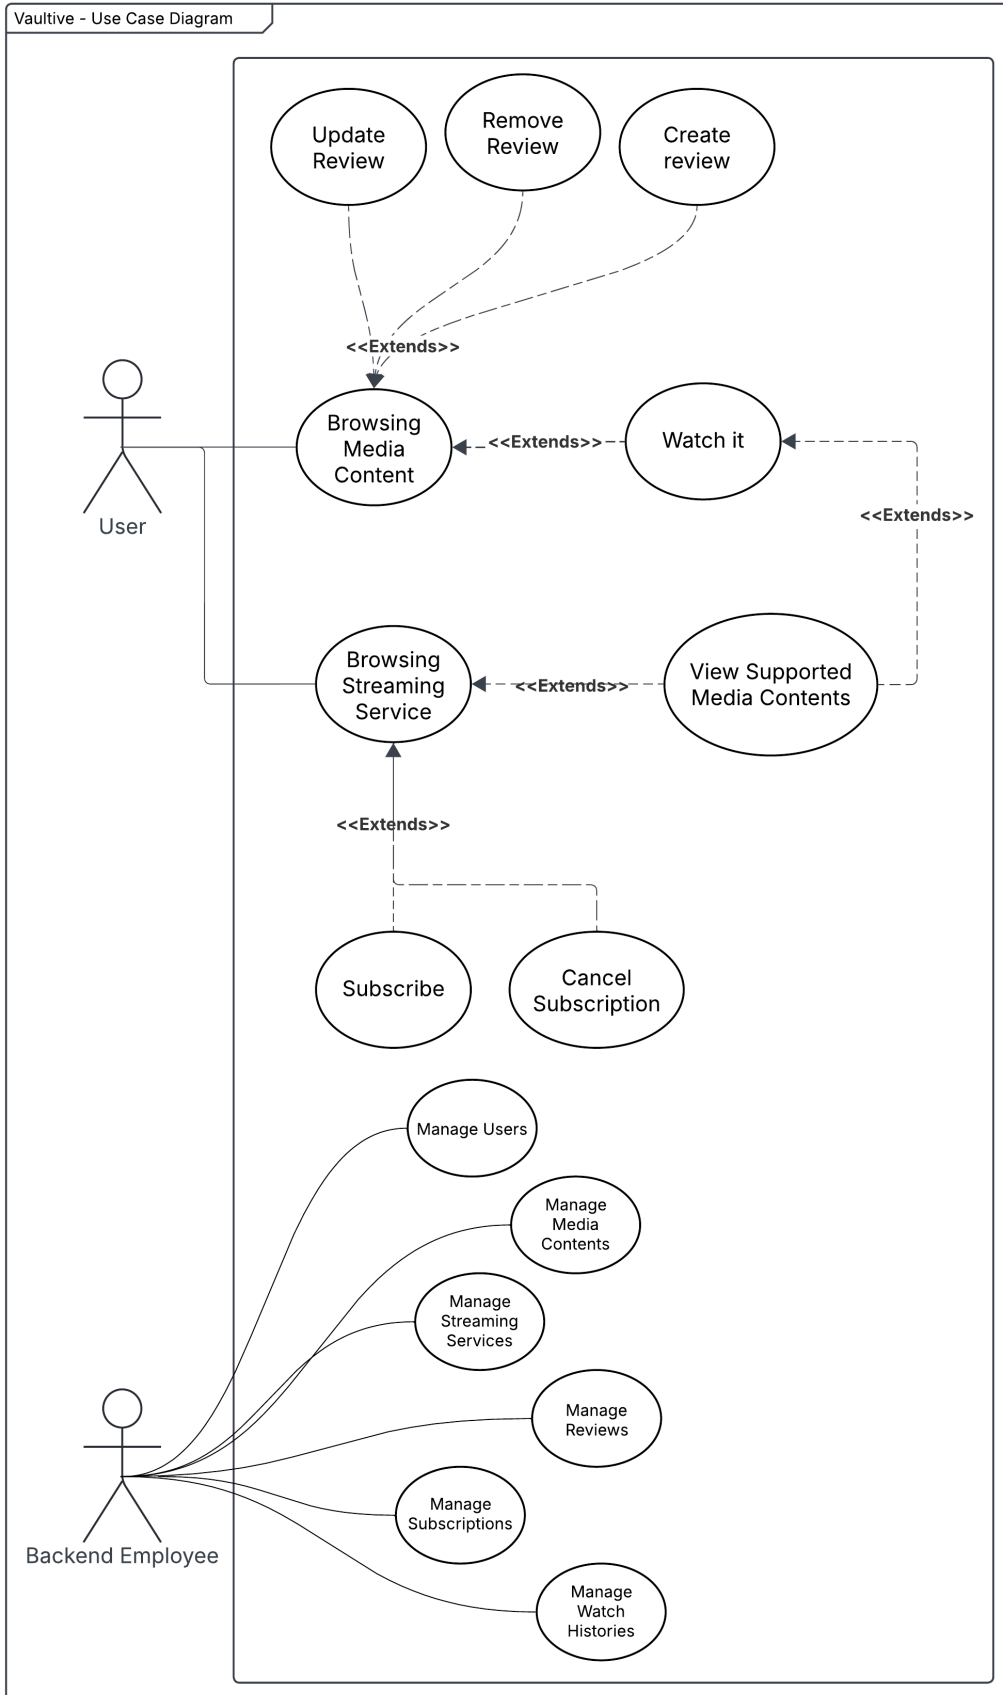 Vaultive - Use Case Diagram
Update
Review
Remove
Review
Create
review
<<Extends>>
Browsing
Media
Content
<<Extends>>
Watch it
<<Extends>>
User
Browsing
Streaming
Service
<<Extends>>
View Supported
Media Contents
<<Extends>>
Subscribe
Cancel
Subscription
Manage Users
Manage
Media
Contents
Manage
Streaming
Services
Manage
Reviews
Manage
Subscriptions
Backend Employee
Manage
Watch
Histories